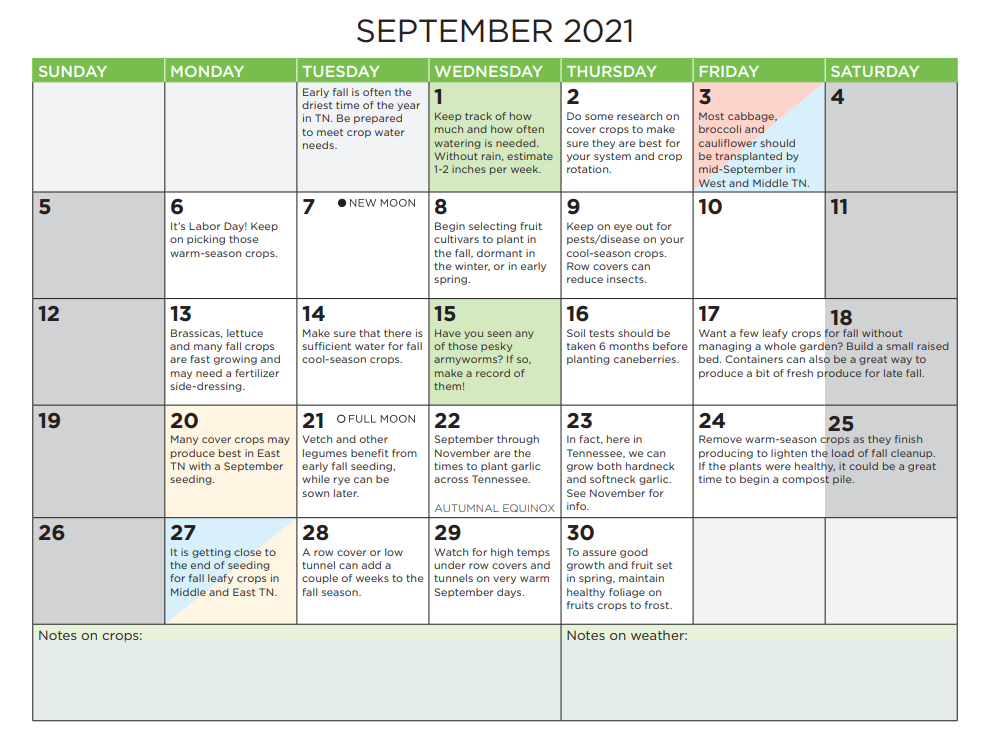 SEPTEMBER 2021
SUNDAY MONDAY TUESDAY WEDNESDAY THURSDAY FRIDAY SATURDAY
Early fall is often the
driest time of the year
in TN. Be prepared
to meet crop water
needs.
1
Keep track of how
much and how often
watering is needed.
Without rain, estimate
1-2 inches per week.
2
Do some research on
cover crops to make
sure they are best for
your system and crop
rotation.
3
Most cabbage,
broccoli and
cauliflower should
be transplanted by
mid-September in
West and Middle TN.
4
5
6
It's Labor Day! Keep
on picking those
warm-season crops.
7 NEW MOON
8
Begin selecting fruit
cultivars to plant in
the fall, dormant in
the winter, or in early
spring.
9
Keep on eye out for
pests/disease on your
cool-season crops.
Row covers can
reduce insects.
10
11
12
13
Brassicas, lettuce
and many fall crops
are fast growing and
may need a fertilizer
side-dressing.
14
Make sure that there is
sufficient water for fall
cool-season crops.
15
Have you seen any
of those pesky
armyworms? If so,
make a record of
them!
16
Soil tests should be
taken 6 months before
planting caneberries.
17 18
Want a few leafy crops for fall without
managing a whole garden? Build a small raised
bed. Containers can also be a great way to
produce a bit of fresh produce for late fall.
19
20
Many cover crops may
produce best in East
TN with a September
seeding.
21 FULL MOON
Vetch and other
legumes benefit from
early fall seeding,
while rye can be
sown later.
22
September through
November are the
times to plant garlic
across Tennessee.
AUTUMNAL EQUINOX
23
In fact, here in
Tennessee, we can
grow both hardneck
and softneck garlic.
See November for
info.
24 25
Remove warm-season crops as they finish
producing to lighten the load of fall cleanup.
If the plants were healthy, it could be a great
time to begin a compost pile.
26
27
It is getting close to
the end of seeding
for fall leafy crops in
Middle and East TN.
28
A row cover or low
tunnel can add a
couple of weeks to the
fall season.
29
Watch for high temps
under row covers and
tunnels on very warm
September days.
30
To assure good
growth and fruit set
in spring, maintain
healthy foliage on
fruits crops to frost.
Notes on crops:
Notes on weather: